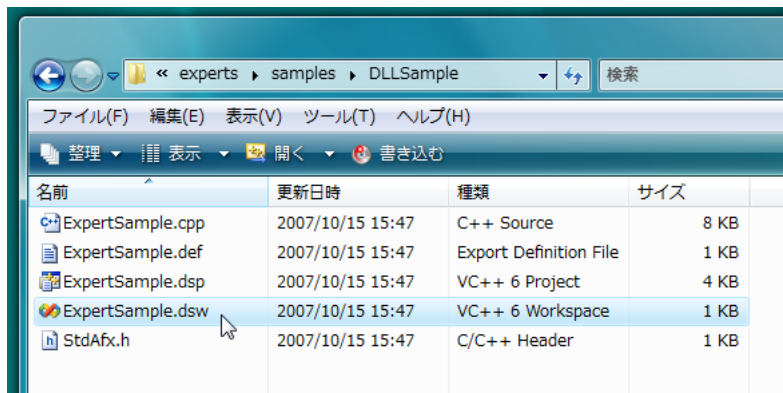 « experts ▸ samples ▸ DLLSample 検索
ファイル(F) 編集(E) 表示(V) ツール(T) ヘルプ(H)
整理 表示 開く 書き込む
名前 更新日時 種類 サイズ
ExpertSample.cpp 2007/10/15 15:47 C++ Source 8 KB
ExpertSample.def 2007/10/15 15:47 Export Definition File 1 KB
ExpertSample.dsp 2007/10/15 15:47 VC++ 6 Project 4 KB
ExpertSample.dsw 2007/10/15 15:47 VC++ 6 Workspace 1 KB
StdAfx.h 2007/10/15 15:47 C/C++ Header 1 KB